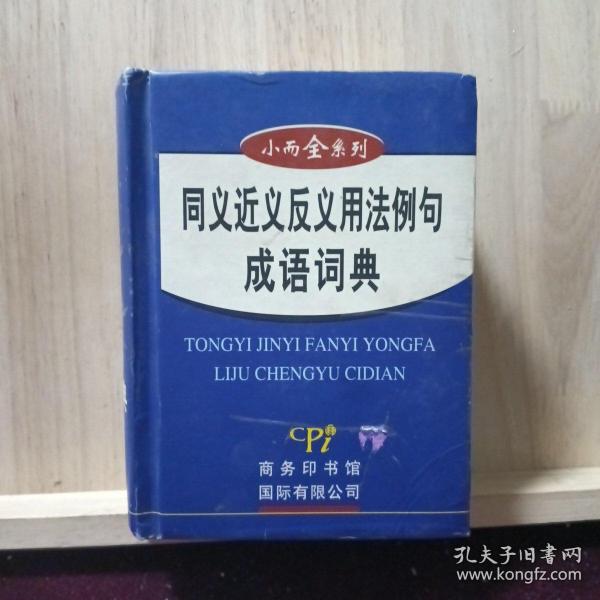 小而全系列
同义近义反义用法例句
成语词典
TONGYI JINYI FANYI YONGFA
LIJU CHENGYU CIDIAN
CPi
商务印书馆
国际有限公司
孔夫子旧书网
www.kongfz.com